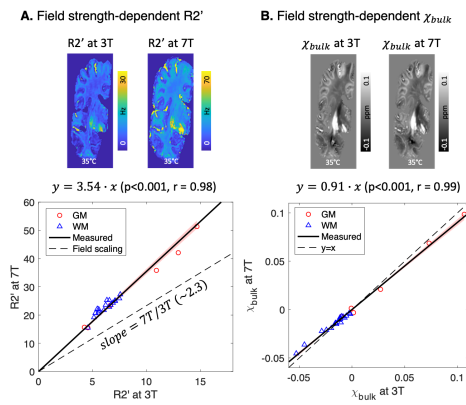 A. Field strength-dependent R2'
R2' at 3T
R2' at 7T
30
Hz
0
35°C
70
Hz
0
35°C
y = 3.54 · x (p<0.001, r = 0.98)
60
50
40
30
20
10
0
R2' at 7T
GM
WM
Measured
Field scaling
slope = 7T/3T (~2.3)
0
5
10
15
R2' at 3T
B. Field strength-dependent χbulk
χbulk at 3T
χbulk at 7T
0.1
ppm
-0.1
35°C
0.1
ppm
-0.1
35°C
y = 0.91 · x (p<0.001, r = 0.99)
0.1
0.05
0
-0.05
χbulk at 7T
GM
WM
Measured
y=x
-0.05
0
0.05
0.1
χbulk at 3T